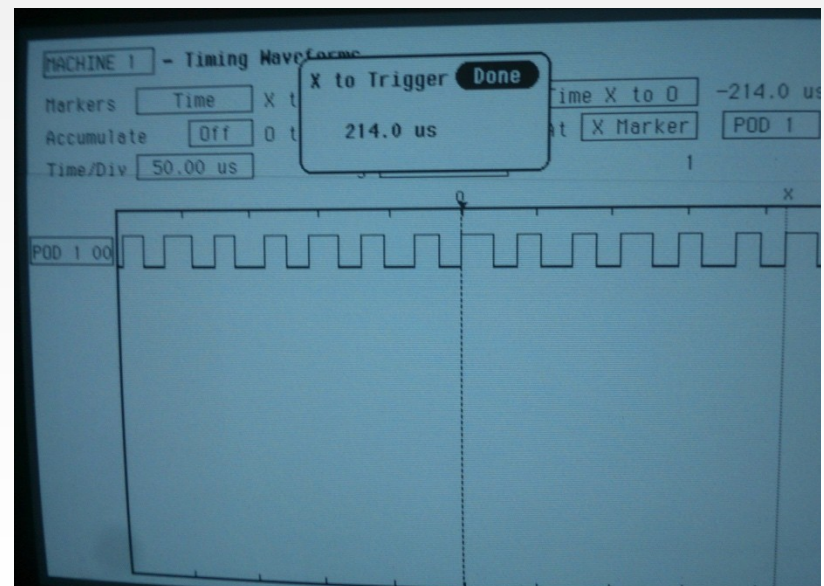 MACHINE 1 - Timing Waveforms
X to Trigger Done
214.0 us
Markers Time X t Time X to O -214.0 us
Accumulate Off O t at X Marker POD 1
Time/Div 50.00 us 1
O X
POD 1 00